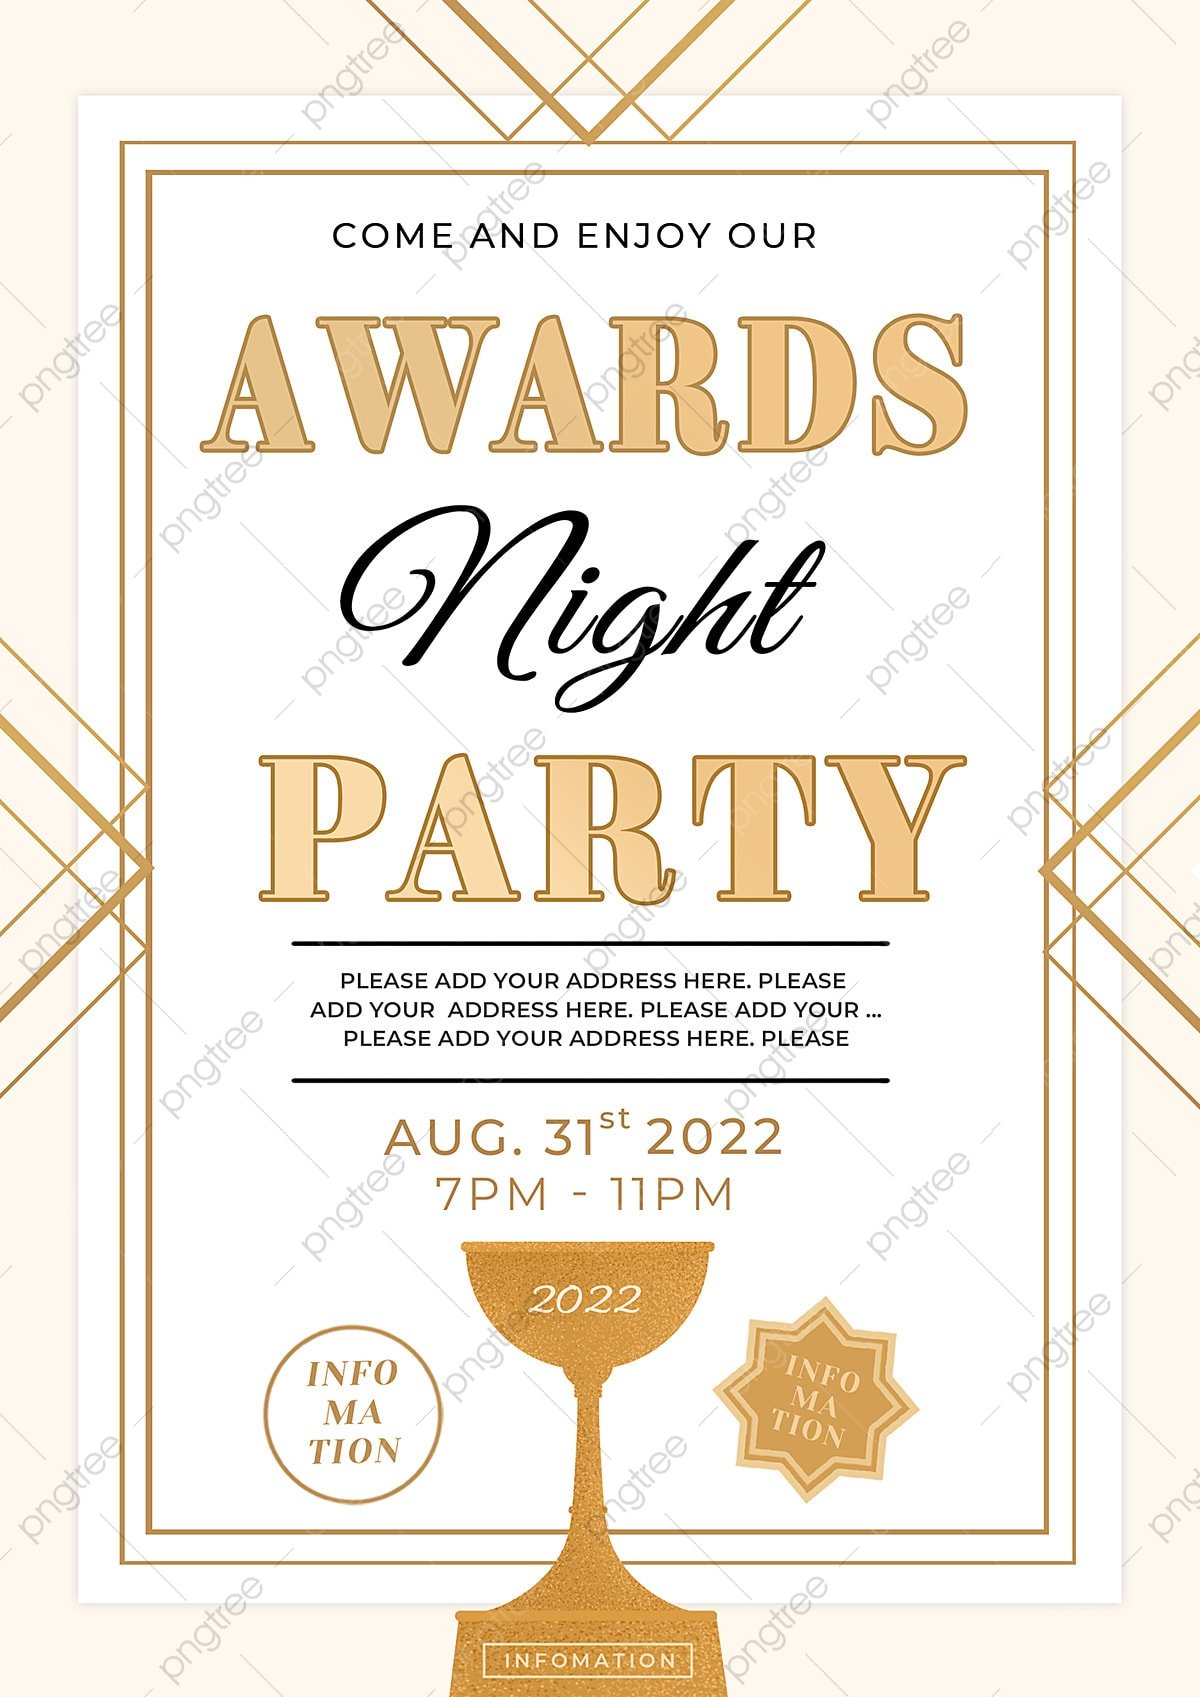 COME AND ENJOY OUR
AWARDS
Night
PARTY
PLEASE ADD YOUR ADDRESS HERE. PLEASE
ADD YOUR ADDRESS HERE. PLEASE ADD YOUR ...
PLEASE ADD YOUR ADDRESS HERE. PLEASE
AUG. 31st 2022
7PM - 11PM
2022
INFO
MA
TION
INFO
MA
TION
INFOMATION
pngtree